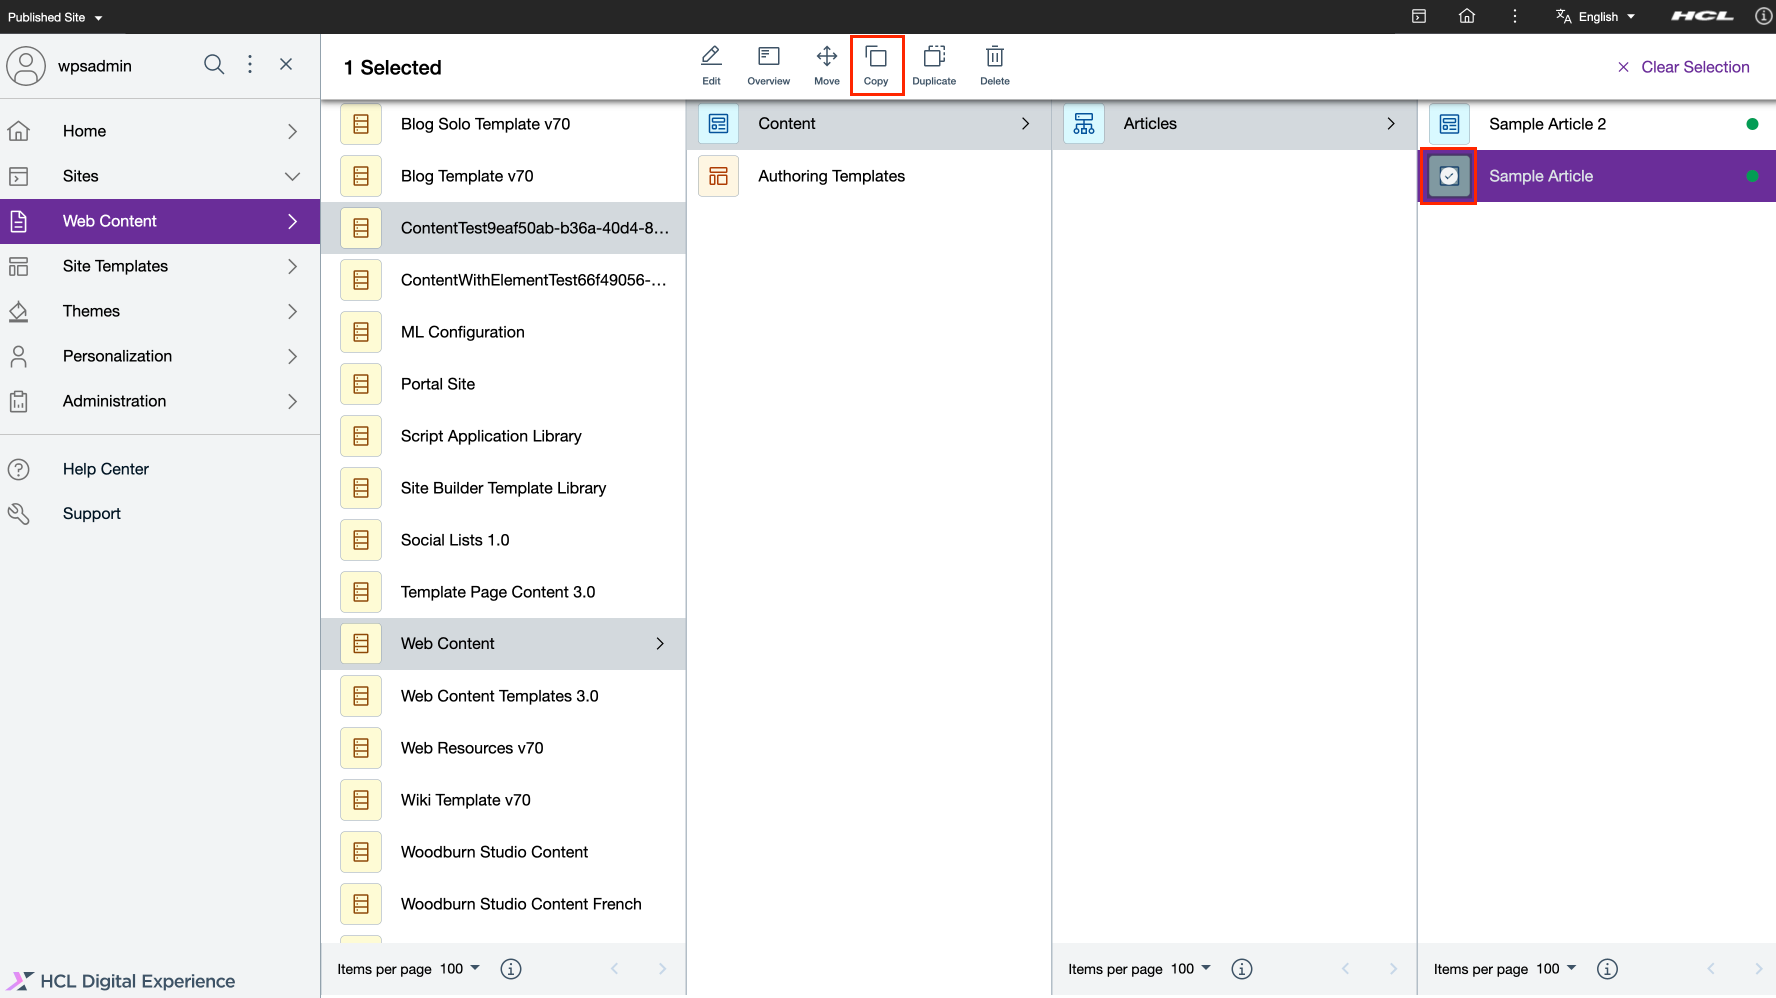 Published Site
English
HCL
wpsadmin
Home
Sites
Web Content
Site Templates
Themes
Personalization
Administration
Help Center
Support
HCL Digital Experience
1 Selected
Edit
Overview
Move
Copy
Duplicate
Delete
Clear Selection
Blog Solo Template v70
Blog Template v70
ContentTest9eaf50ab-b36a-40d4-8...
ContentWithElementTest66f49056-...
ML Configuration
Portal Site
Script Application Library
Site Builder Template Library
Social Lists 1.0
Template Page Content 3.0
Web Content
Web Content Templates 3.0
Web Resources v70
Wiki Template v70
Woodburn Studio Content
Woodburn Studio Content French
Items per page 100
Content
Authoring Templates
Articles
Items per page 100
Sample Article 2
Sample Article
Items per page 100